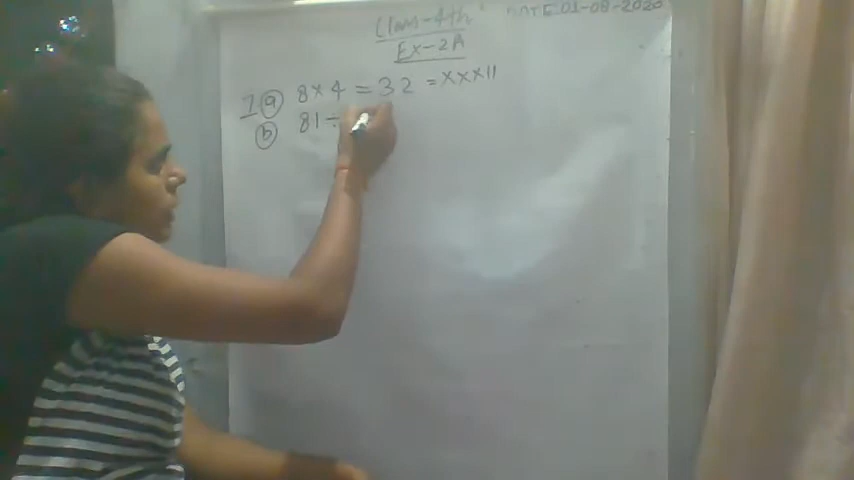 Class-4th DATE 01-08-2020
Ex-2A
1 a 8×4 = 32 = XXXII
b 81÷